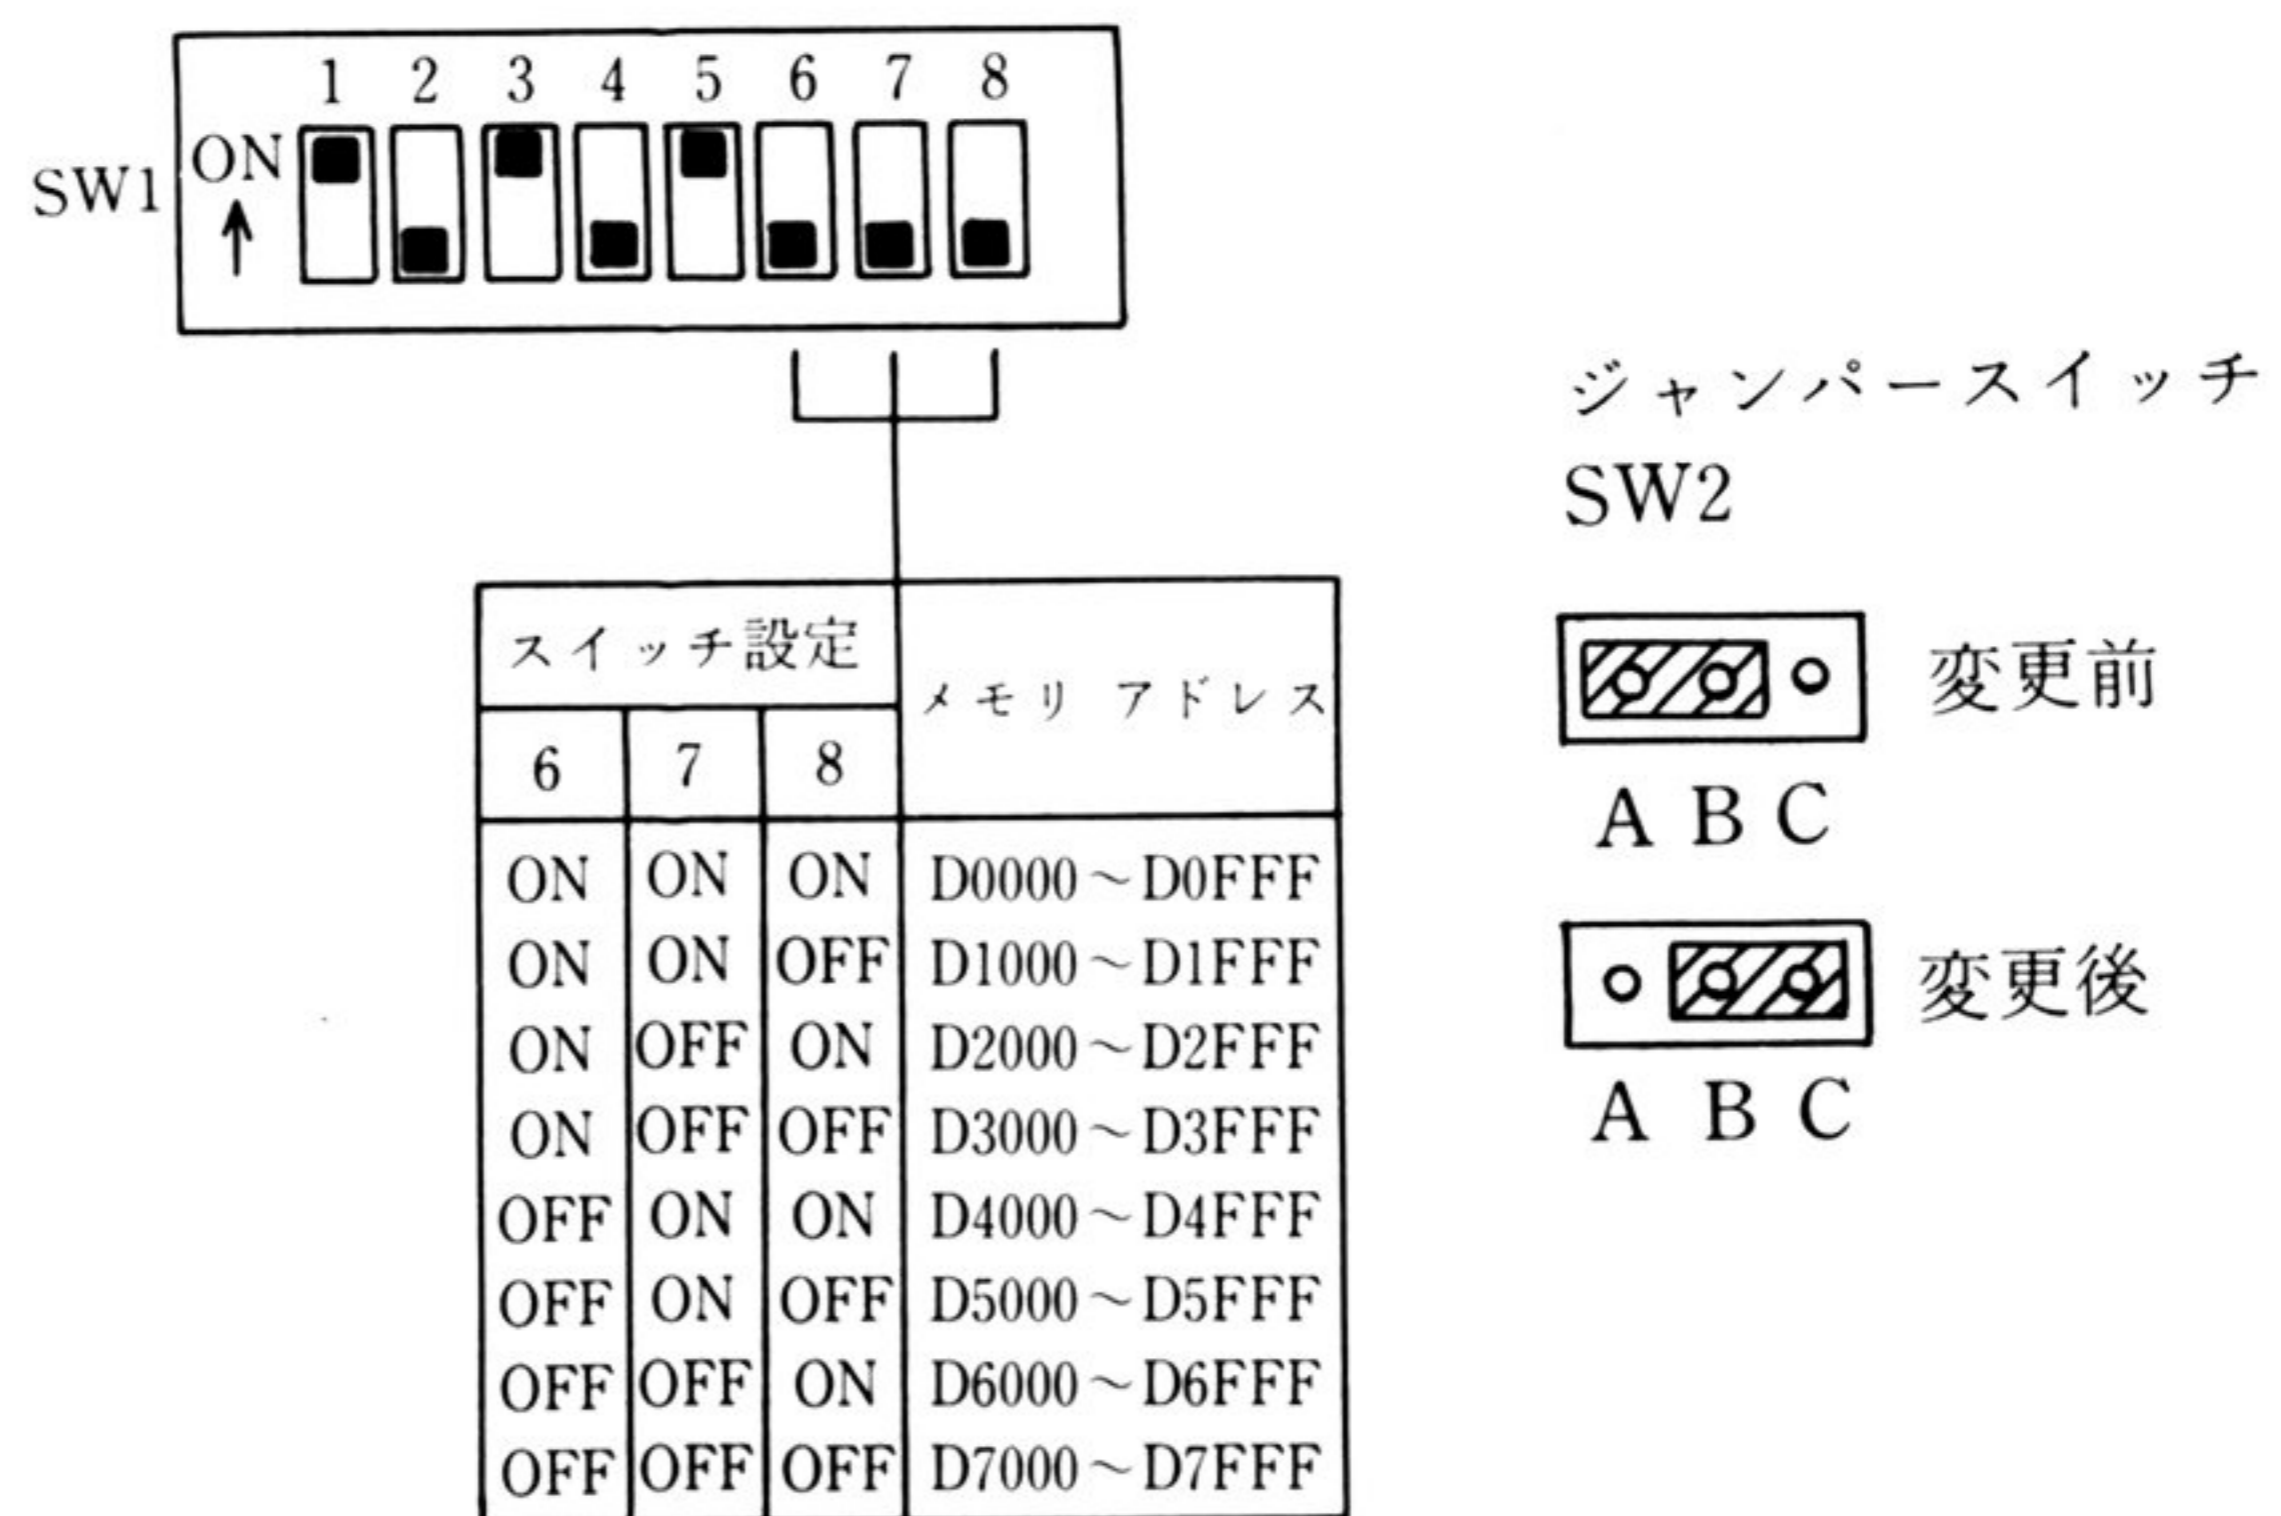 1 2 3 4 5 6 7 8
ON
SW1
ジャンパースイッチ
SW2
変更前
A B C
変更後
A B C
スイッチ設定 メモリ アドレス
6 7 8
ON ON ON D0000～D0FFF
ON ON OFF D1000～D1FFF
ON OFF ON D2000～D2FFF
ON OFF OFF D3000～D3FFF
OFF ON ON D4000～D4FFF
OFF ON OFF D5000～D5FFF
OFF OFF ON D6000～D6FFF
OFF OFF OFF D7000～D7FFF